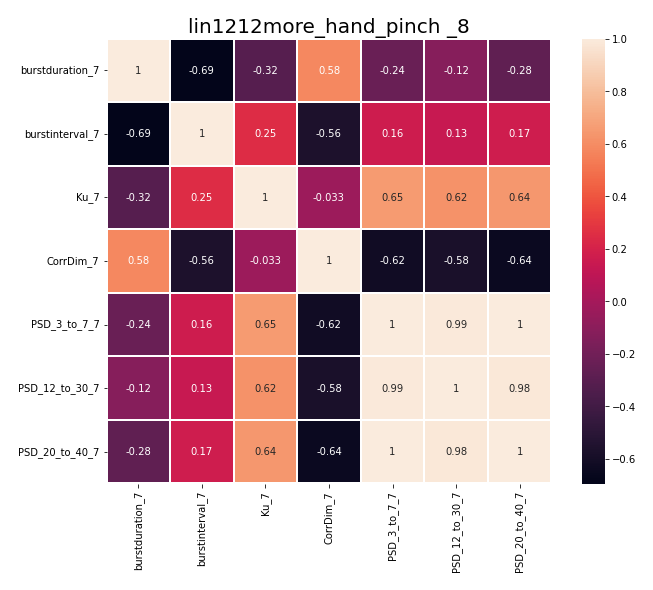 lin1212more_hand_pinch _8
burstduration_7 1 -0.69 -0.32 0.58 -0.24 -0.12 -0.28
burstinterval_7 -0.69 1 0.25 -0.56 0.16 0.13 0.17
Ku_7 -0.32 0.25 1 -0.033 0.65 0.62 0.64
CorrDim_7 0.58 -0.56 -0.033 1 -0.62 -0.58 -0.64
PSD_3_to_7_7 -0.24 0.16 0.65 -0.62 1 0.99 1
PSD_12_to_30_7 -0.12 0.13 0.62 -0.58 0.99 1 0.98
PSD_20_to_40_7 -0.28 0.17 0.64 -0.64 1 0.98 1
burstduration_7
burstinterval_7
Ku_7
CorrDim_7
PSD_3_to_7_7
PSD_12_to_30_7
PSD_20_to_40_7
1.0
0.8
0.6
0.4
0.2
0.0
−0.2
−0.4
−0.6